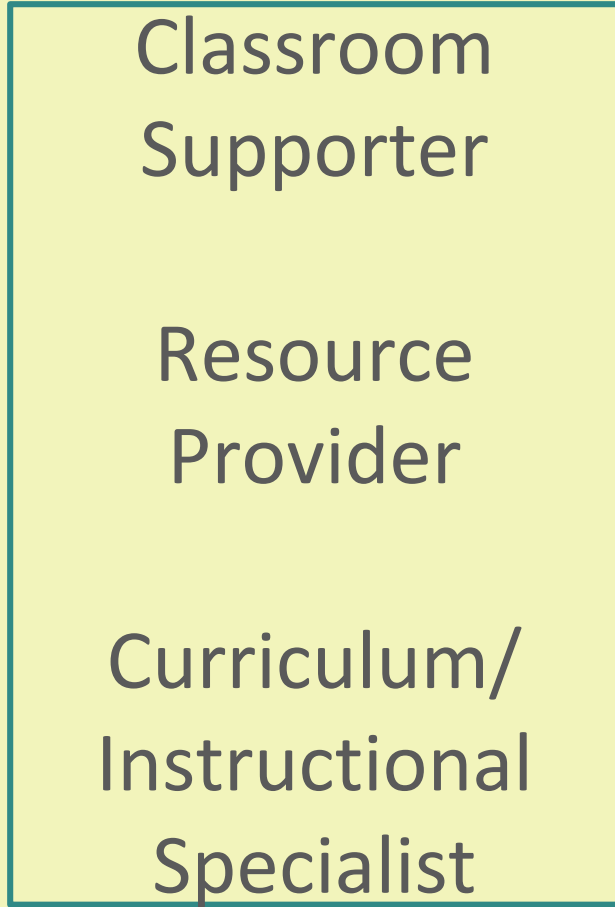 Classroom
Supporter
Resource
Provider
Curriculum/
Instructional
Specialist